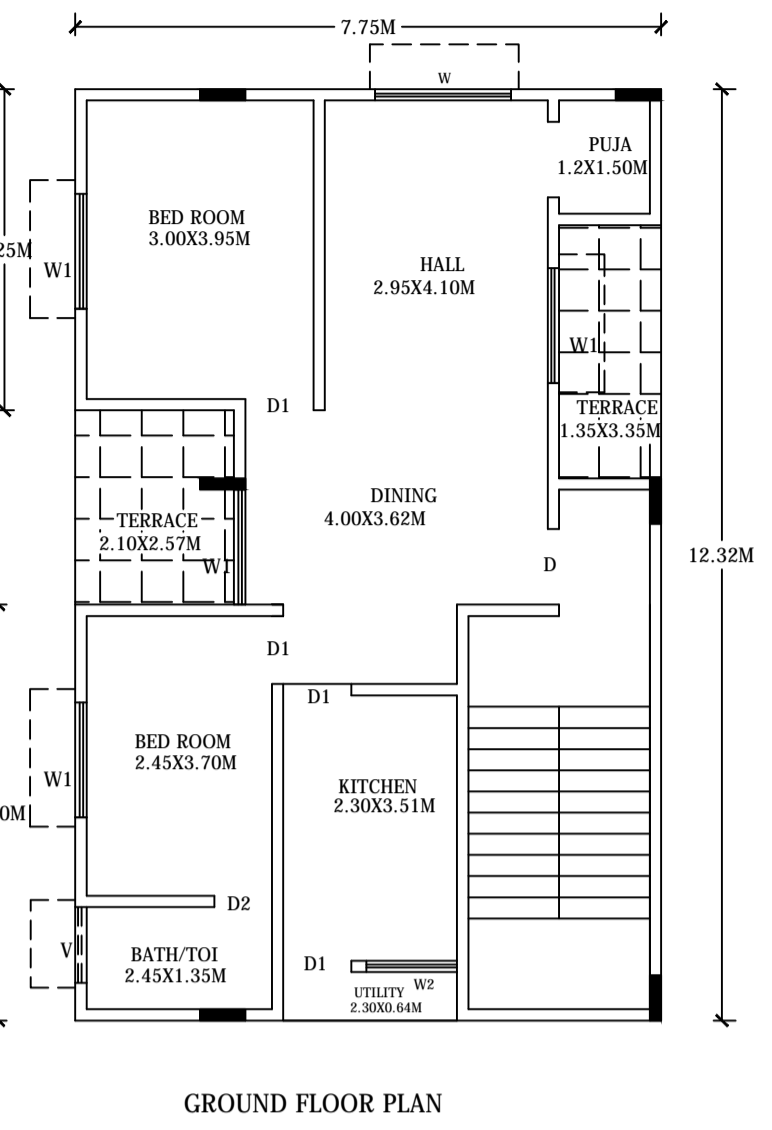 7.75M
W
PUJA
1.2X1.50M
BED ROOM
3.00X3.95M
25M
W1
HALL
2.95X4.10M
W1
D1
TERRACE
1.35X3.35M
DINING
4.00X3.62M
TERRACE
2.10X2.57M
W1
D
12.32M
D1
D1
BED ROOM
2.45X3.70M
W1
KITCHEN
2.30X3.51M
0M
D2
V
BATH/TOI
2.45X1.35M
D1
W2
UTILITY
2.30X0.64M
GROUND FLOOR PLAN